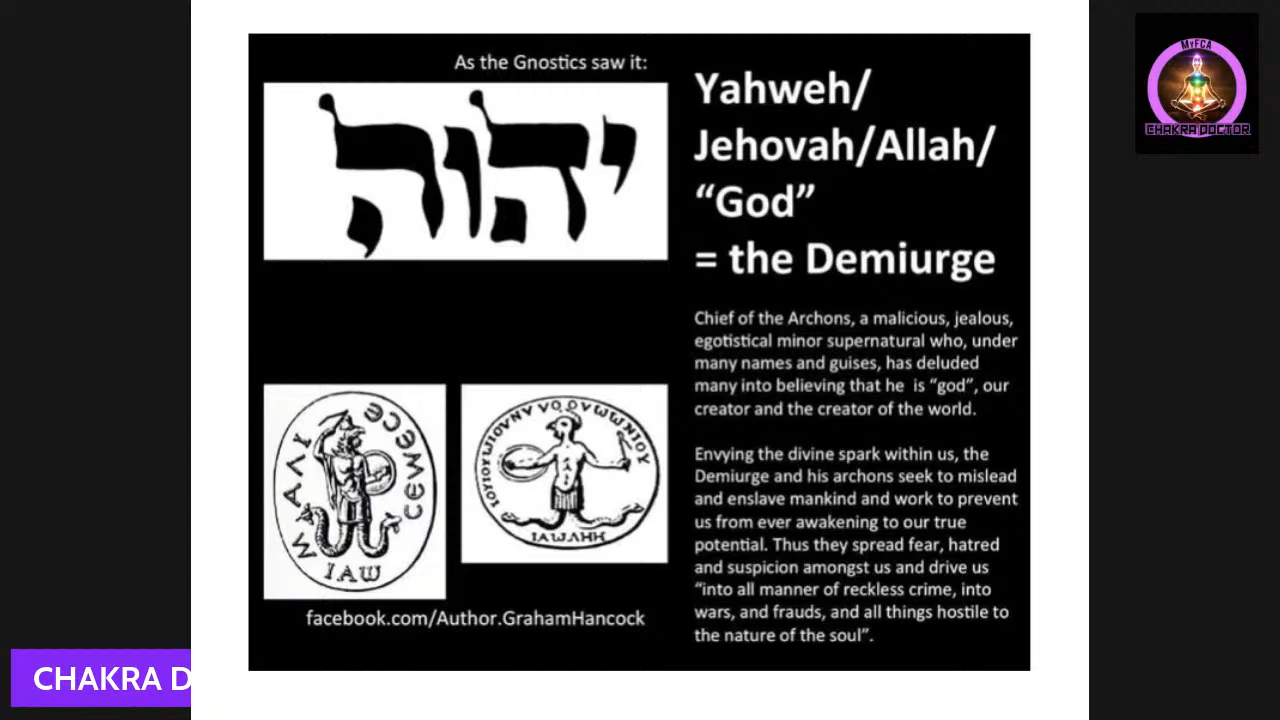 As the Gnostics saw it:
יהוה
facebook.com/Author.GrahamHancock
Yahweh/
Jehovah/Allah/
“God”
= the Demiurge
Chief of the Archons, a malicious, jealous,
egotistical minor supernatural who, under
many names and guises, has deluded
many into believing that he is “god”, our
creator and the creator of the world.
Envying the divine spark within us, the
Demiurge and his archons seek to mislead
and enslave mankind and work to prevent
us from ever awakening to our true
potential. Thus they spread fear, hatred
and suspicion amongst us and drive us
“into all manner of reckless crime, into
wars, and frauds, and all things hostile to
the nature of the soul”.
ΙΑΩ
MYFCA
CHAKRA DOCTOR
CHAKRA D